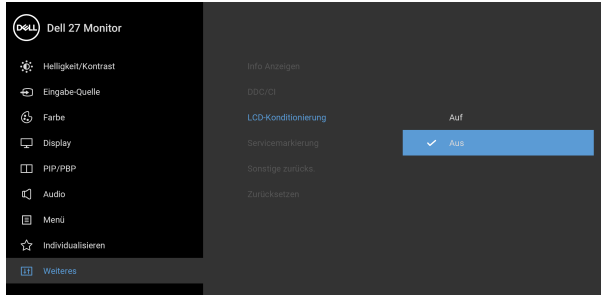 DELL Dell 27 Monitor
Helligkeit/Kontrast
Eingabe-Quelle
Farbe
Display
PIP/PBP
Audio
Menü
Individualisieren
Weiteres
Info Anzeigen
DDC/CI
LCD-Konditionierung
Servicemarkierung
Sonstige zurücks.
Zurücksetzen
Auf
Aus